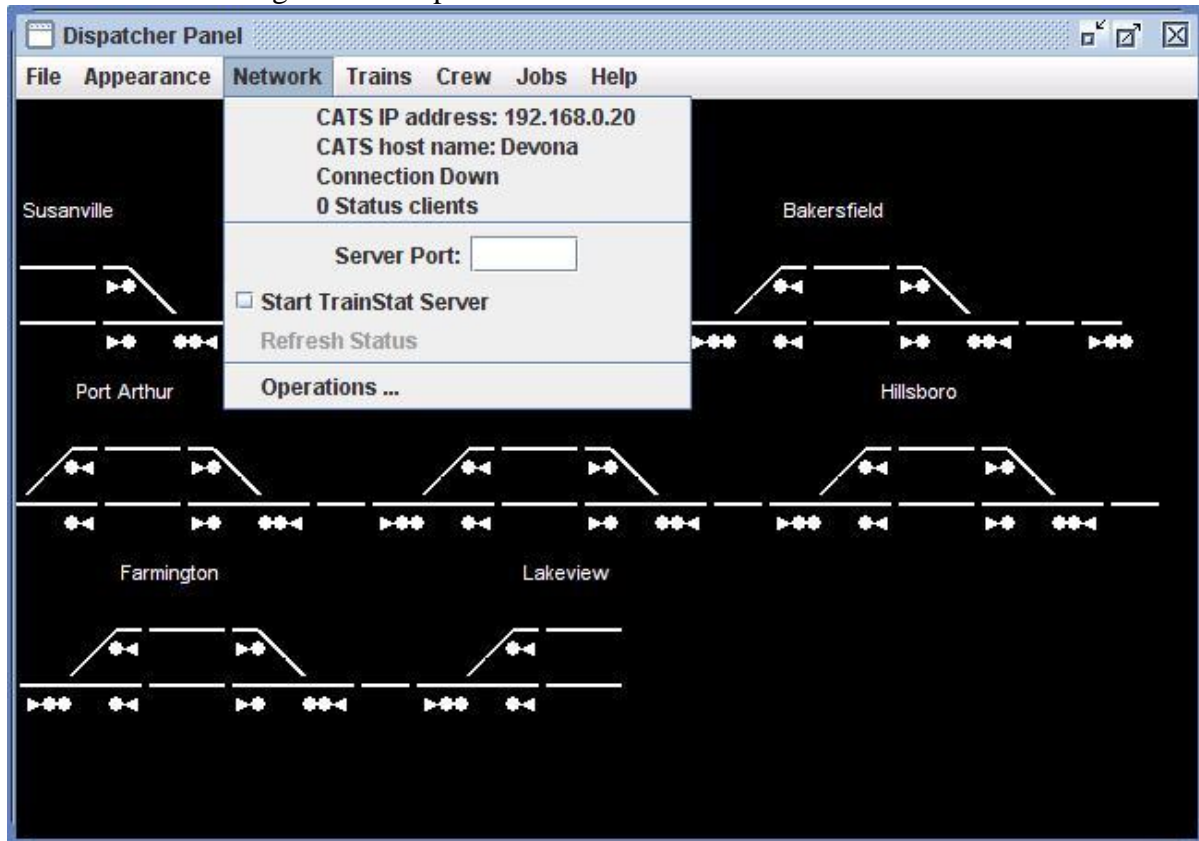 Dispatcher Panel
File Appearance Network Trains Crew Jobs Help
CATS IP address: 192.168.0.20
CATS host name: Devona
Connection Down
0 Status clients
Susanville
Bakersfield
Server Port:
Start TrainStat Server
Refresh Status
Operations ...
Port Arthur
Hillsboro
Farmington
Lakeview